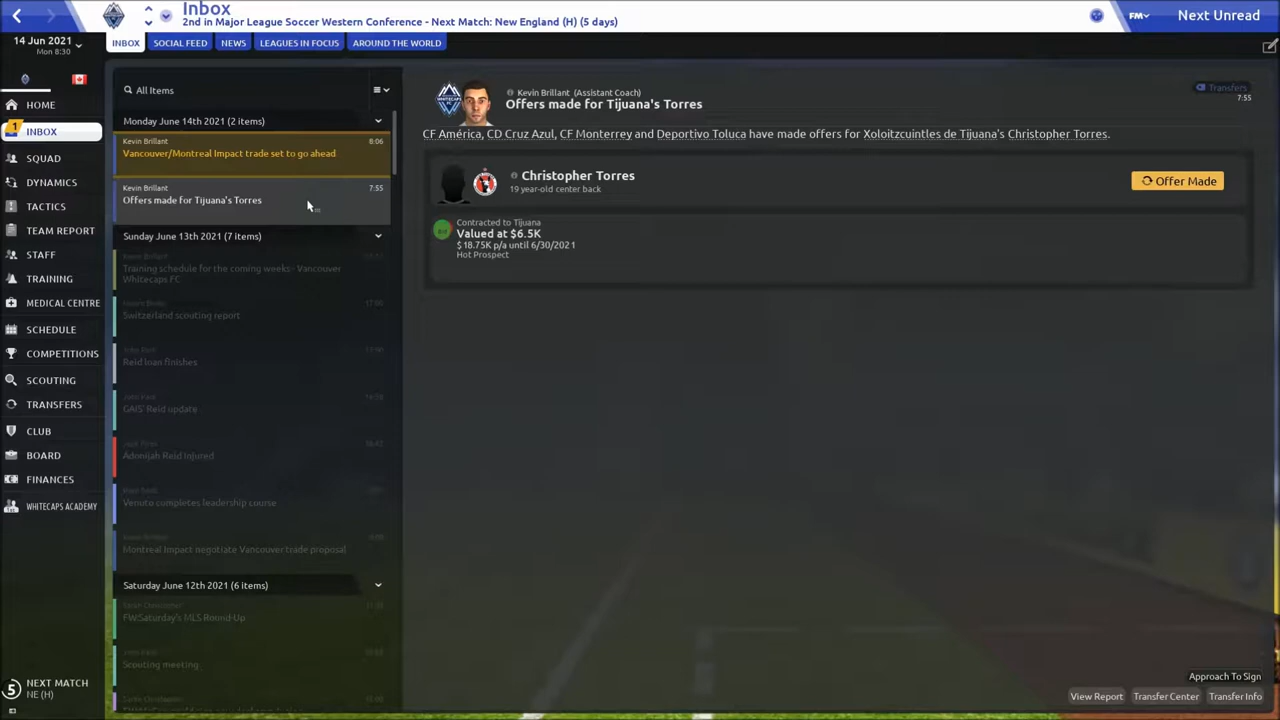 Inbox
2nd in Major League Soccer Western Conference - Next Match: New England (H) (5 days)
FM
Next Unread
14 Jun 2021
Mon 8:30
INBOX
SOCIAL FEED
NEWS
LEAGUES IN FOCUS
AROUND THE WORLD
HOME
1
INBOX
SQUAD
DYNAMICS
TACTICS
TEAM REPORT
STAFF
TRAINING
MEDICAL CENTRE
SCHEDULE
COMPETITIONS
SCOUTING
TRANSFERS
CLUB
BOARD
FINANCES
WHITECAPS ACADEMY
5
NEXT MATCH
NE (H)
All Items
Monday June 14th 2021 (2 items)
Kevin Brillant 8:06
Vancouver/Montreal Impact trade set to go ahead
Kevin Brillant 7:55
Offers made for Tijuana's Torres
Sunday June 13th 2021 (7 items)
Training schedule for the coming weeks - Vancouver
Whitecaps FC
Switzerland scouting report
Reid loan finishes
GAIS' Reid update
Adonijah Reid injured
Venuto completes leadership course
Montreal Impact negotiate Vancouver trade proposal
Saturday June 12th 2021 (6 items)
FW:Saturday's MLS Round-Up
Scouting meeting
WHITECAPS FC
Kevin Brillant (Assistant Coach)
Offers made for Tijuana's Torres
Transfers
7:55
CF América, CD Cruz Azul, CF Monterrey and Deportivo Toluca have made offers for Xoloitzcuintles de Tijuana's Christopher Torres.
Christopher Torres
19 year-old center back
Offer Made
Contracted to Tijuana
Valued at $6.5K
$18.75K p/a until 6/30/2021
Hot Prospect
Approach To Sign
View Report
Transfer Center
Transfer Info